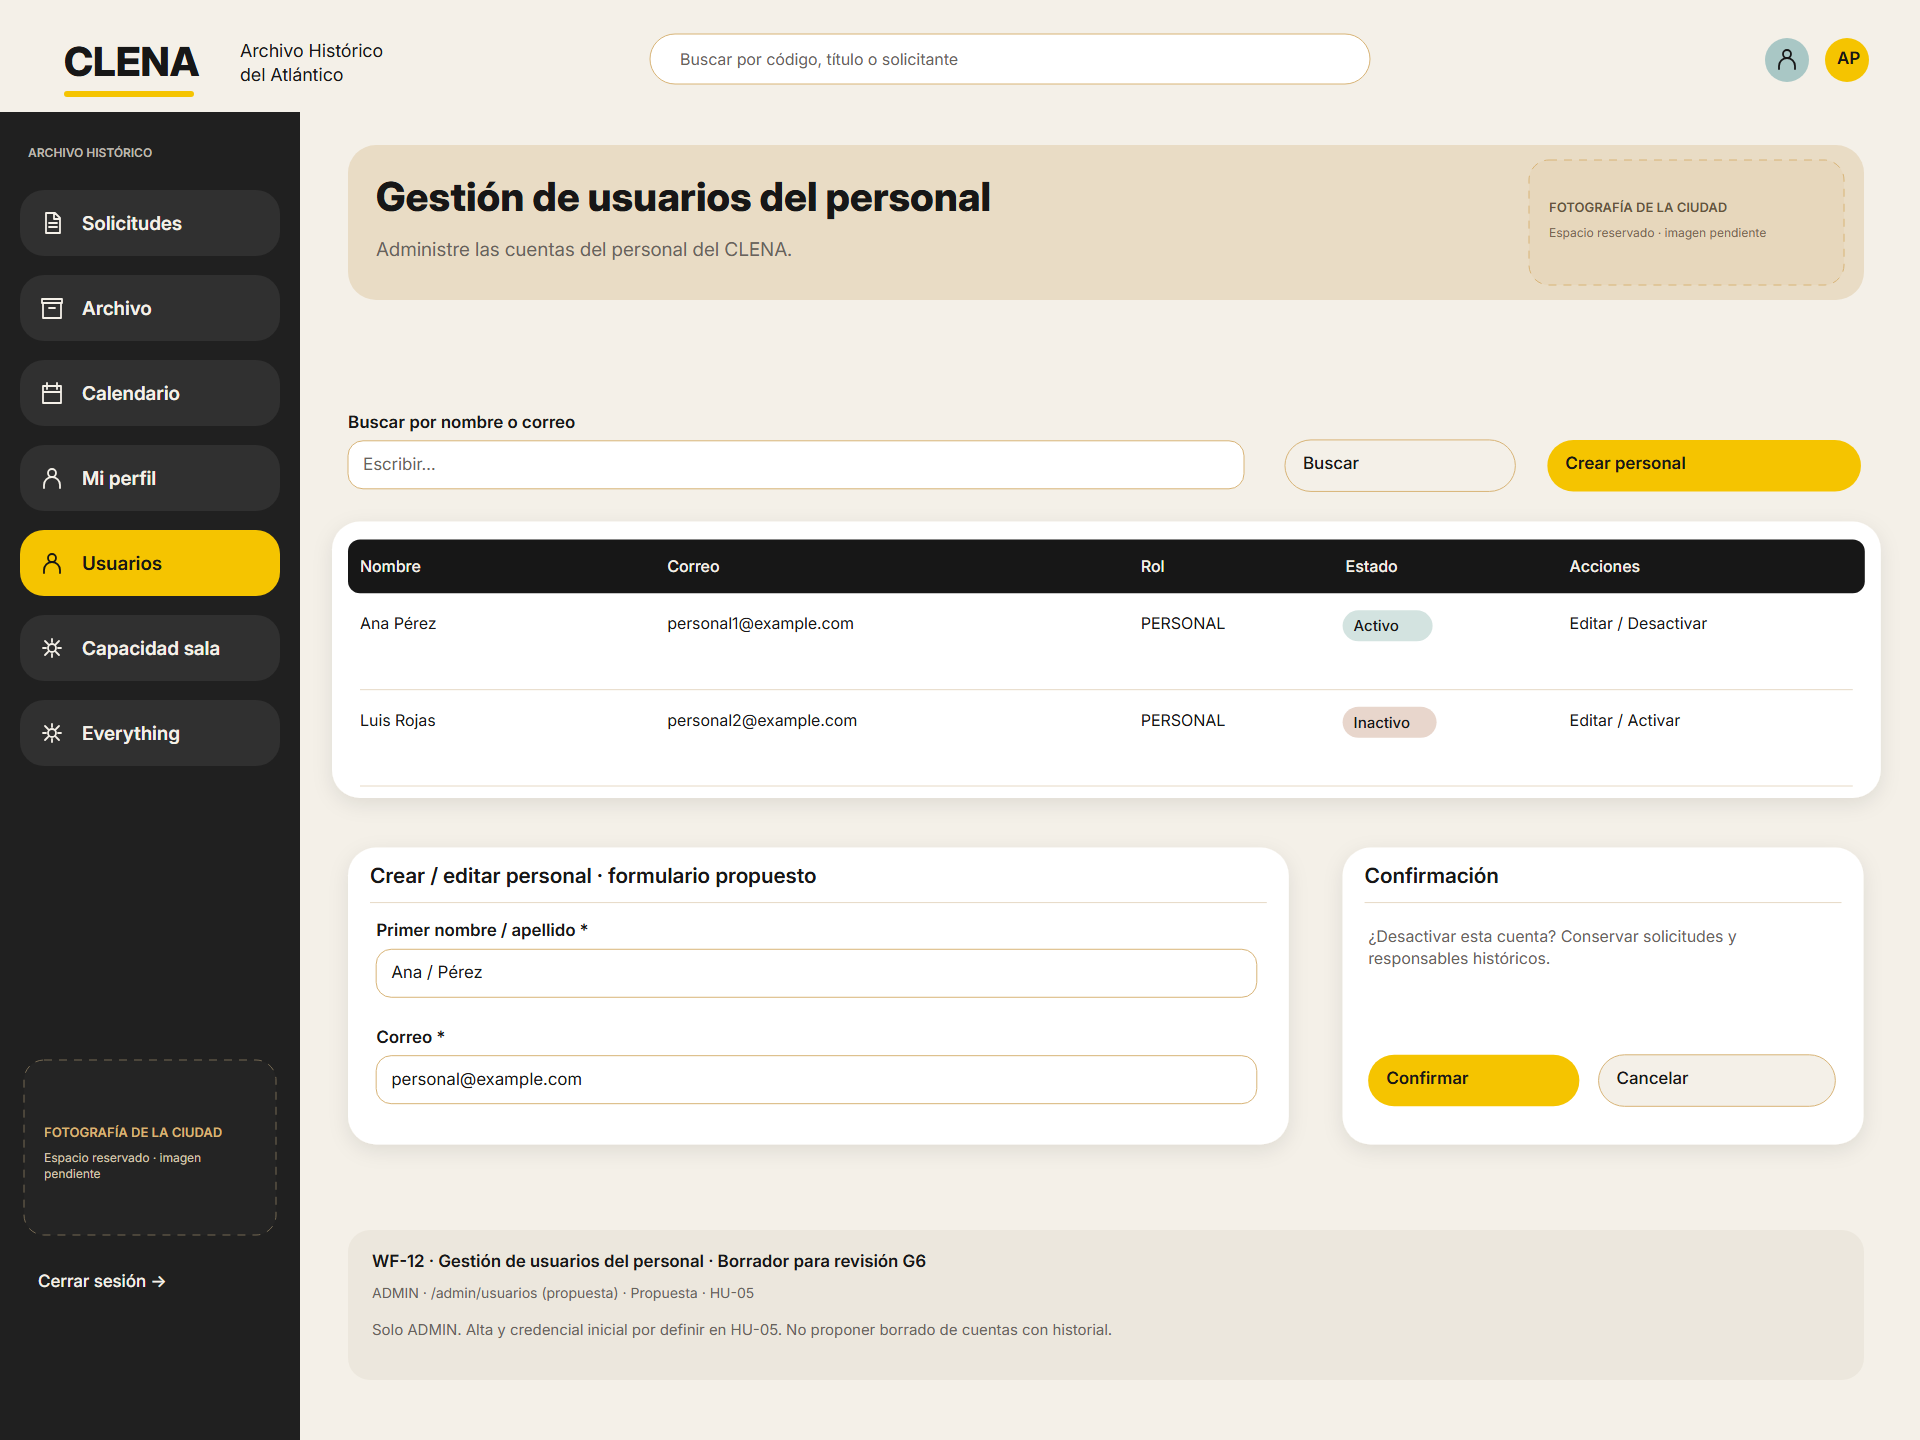 CLENA
Archivo Histórico
del Atlántico
Buscar por código, título o solicitante
AP
ARCHIVO HISTÓRICO
Solicitudes
Archivo
Calendario
Mi perfil
Usuarios
Capacidad sala
Everything
FOTOGRAFÍA DE LA CIUDAD
Espacio reservado · imagen
pendiente
Cerrar sesión →
Gestión de usuarios del personal
Administre las cuentas del personal del CLENA.
FOTOGRAFÍA DE LA CIUDAD
Espacio reservado · imagen pendiente
Buscar por nombre o correo
Escribir...
Buscar
Crear personal
Nombre Correo Rol Estado Acciones
Ana Pérez personal1@example.com PERSONAL Activo Editar / Desactivar
Luis Rojas personal2@example.com PERSONAL Inactivo Editar / Activar
Crear / editar personal · formulario propuesto
Primer nombre / apellido *
Ana / Pérez
Correo *
personal@example.com
Confirmación
¿Desactivar esta cuenta? Conservar solicitudes y
responsables históricos.
Confirmar
Cancelar
WF-12 · Gestión de usuarios del personal · Borrador para revisión G6
ADMIN · /admin/usuarios (propuesta) · Propuesta · HU-05
Solo ADMIN. Alta y credencial inicial por definir en HU-05. No proponer borrado de cuentas con historial.